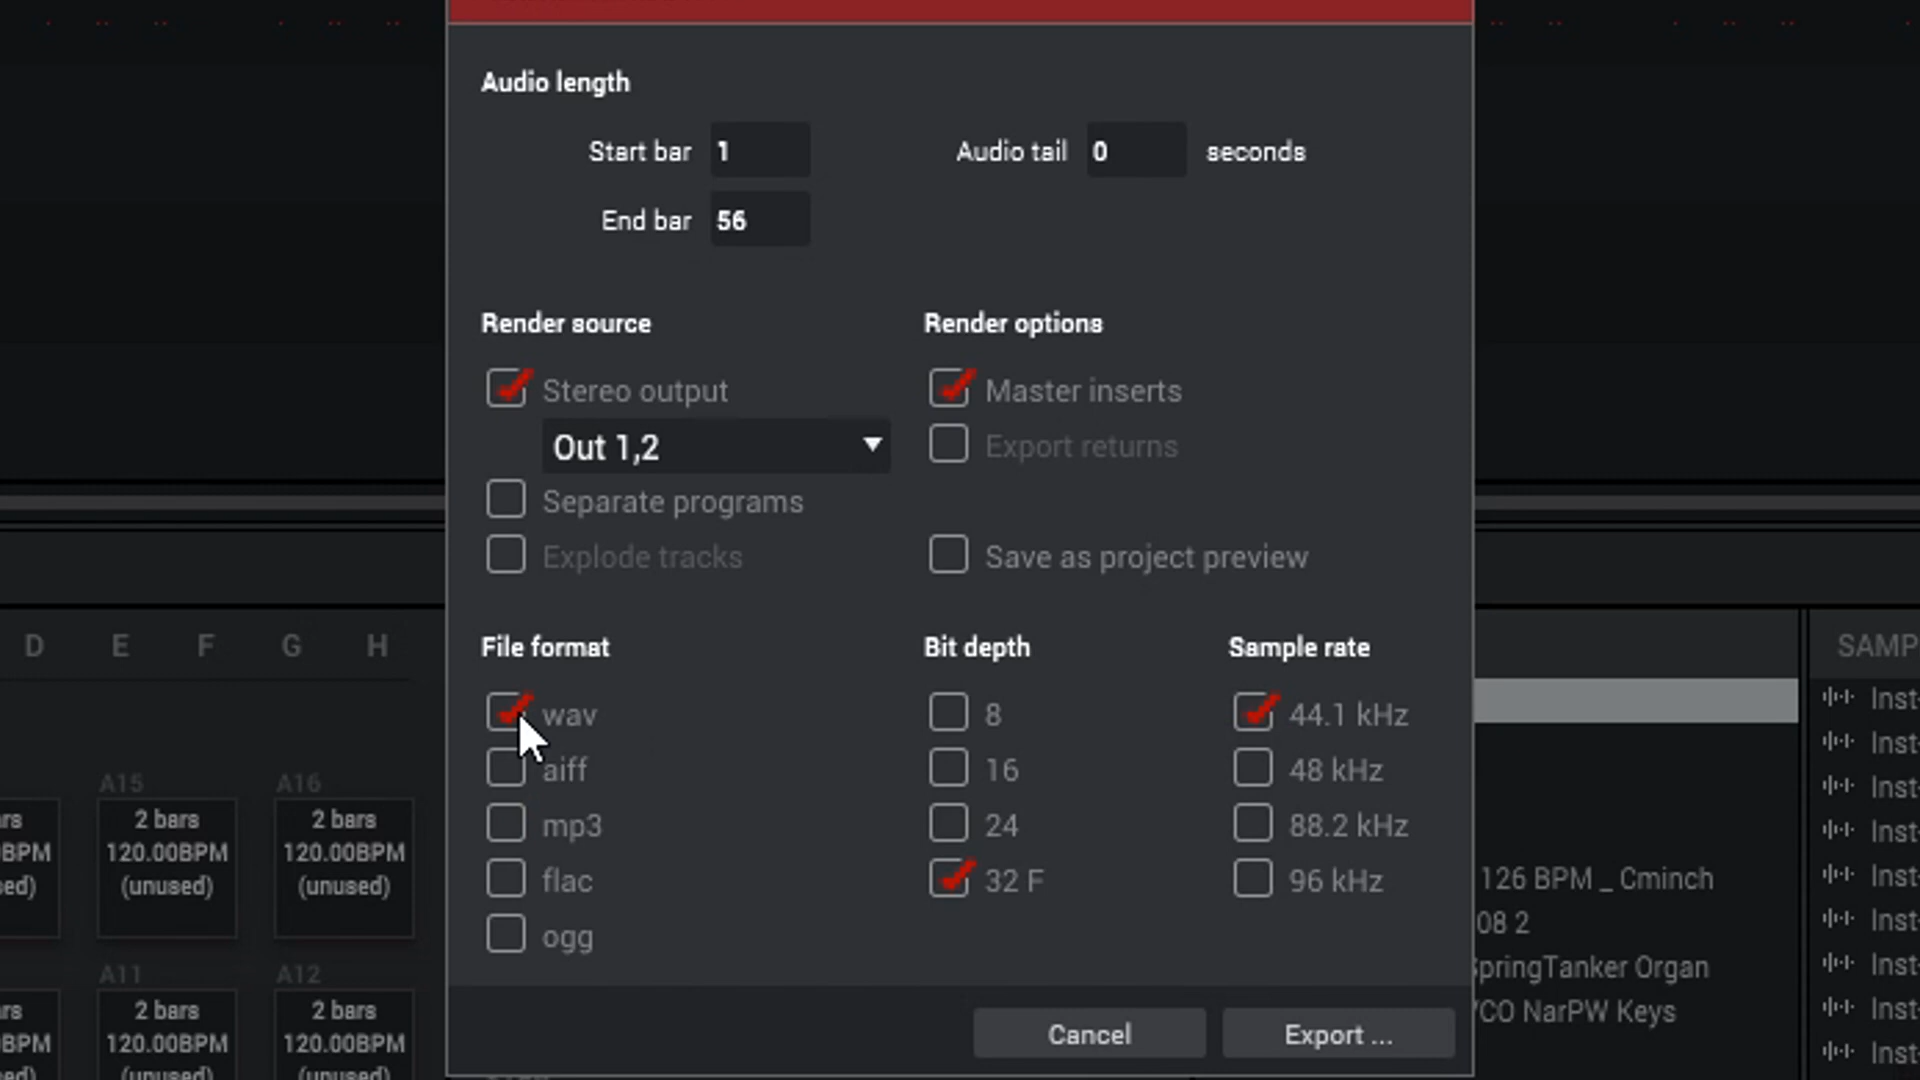 Audio length
Start bar 1 Audio tail 0 seconds
End bar 56
Render source Render options
Stereo output Master inserts
Out 1,2 Export returns
Separate programs
Explode tracks Save as project preview
File format Bit depth Sample rate
wav 8 44.1 kHz
aiff 16 48 kHz
mp3 24 88.2 kHz
flac 32 F 96 kHz
ogg
Cancel Export ...
D E F G H
A15 A16
2 bars 2 bars
BPM 120.00BPM 120.00BPM
(unused) (unused)
A11 A12
2 bars 2 bars
BPM 120.00BPM 120.00BPM
(unused) (unused)
126 BPM _ Cminch
08 2
SpringTanker Organ
CO NarPW Keys
SAMP
Inst-
Inst-
Inst-
Inst-
Inst-
Inst-
Inst-
Inst-
Inst-